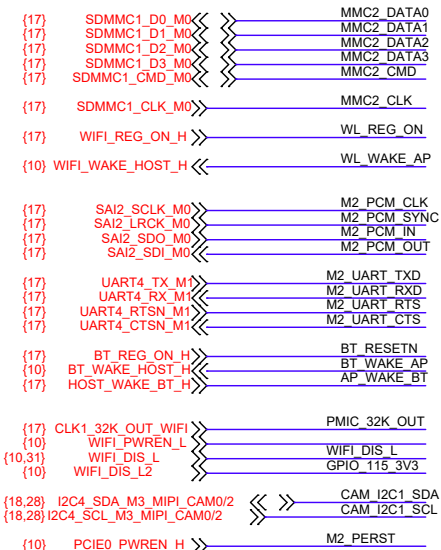 {17} SDMMC1_D0_M0 MMC2_DATA0
{17} SDMMC1_D1_M0 MMC2_DATA1
{17} SDMMC1_D2_M0 MMC2_DATA2
{17} SDMMC1_D3_M0 MMC2_DATA3
{17} SDMMC1_CMD_M0 MMC2_CMD
{17} SDMMC1_CLK_M0 MMC2_CLK
{17} WIFI_REG_ON_H WL_REG_ON
{10} WIFI_WAKE_HOST_H WL_WAKE_AP
{17} SAI2_SCLK_M0 M2_PCM_CLK
{17} SAI2_LRCK_M0 M2_PCM_SYNC
{17} SAI2_SDO_M0 M2_PCM_IN
{17} SAI2_SDI_M0 M2_PCM_OUT
{17} UART4_TX_M1 M2_UART_TXD
{17} UART4_RX_M1 M2_UART_RXD
{17} UART4_RTSN_M1 M2_UART_RTS
{17} UART4_CTSN_M1 M2_UART_CTS
{17} BT_REG_ON_H BT_RESETN
{10} BT_WAKE_HOST_H BT_WAKE_AP
{17} HOST_WAKE_BT_H AP_WAKE_BT
{17} CLK1_32K_OUT_WIFI PMIC_32K_OUT
{10} WIFI_PWREN_L
{10,31} WIFI_DIS_L WIFI_DIS_L
{10} WIFI_DIS_L2 GPIO_115_3V3
{18,28} I2C4_SDA_M3_MIPI_CAM0/2 CAM_I2C1_SDA
{18,28} I2C4_SCL_M3_MIPI_CAM0/2 CAM_I2C1_SCL
{10} PCIE0_PWREN_H M2_PERST